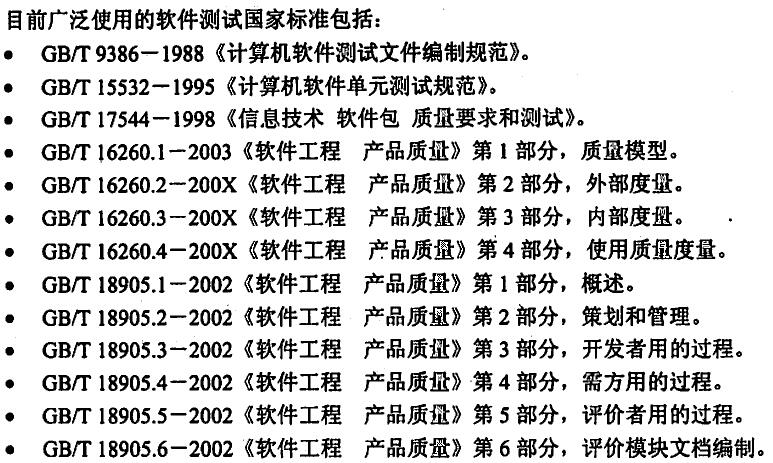 目前广泛使用的软件测试国家标准包括：
• GB/T 9386－1988《计算机软件测试文件编制规范》。
• GB/T 15532－1995《计算机软件单元测试规范》。
• GB/T 17544－1998《信息技术 软件包 质量要求和测试》。
• GB/T 16260.1－2003《软件工程 产品质量》第 1 部分，质量模型。
• GB/T 16260.2－200X《软件工程 产品质量》第 2 部分，外部度量。
• GB/T 16260.3－200X《软件工程 产品质量》第 3 部分，内部度量。
• GB/T 16260.4－200X《软件工程 产品质量》第 4 部分，使用质量度量。
• GB/T 18905.1－2002《软件工程 产品质量》第 1 部分，概述。
• GB/T 18905.2－2002《软件工程 产品质量》第 2 部分，策划和管理。
• GB/T 18905.3－2002《软件工程 产品质量》第 3 部分，开发者用的过程。
• GB/T 18905.4－2002《软件工程 产品质量》第 4 部分，需方用的过程。
• GB/T 18905.5－2002《软件工程 产品质量》第 5 部分，评价者用的过程。
• GB/T 18905.6－2002《软件工程 产品质量》第 6 部分，评价模块文档编制。